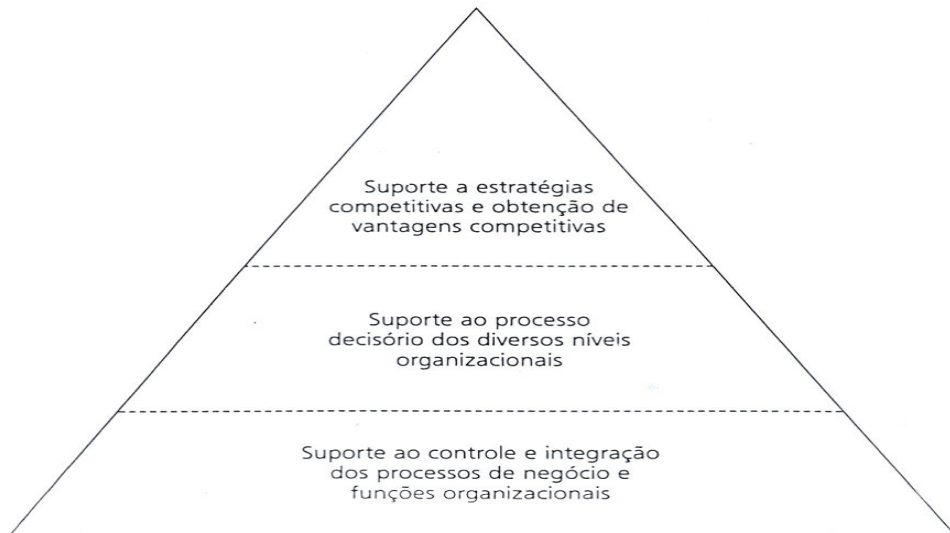 Suporte a estratégias
competitivas e obtenção de
vantagens competitivas
Suporte ao processo
decisório dos diversos níveis
organizacionais
Suporte ao controle e integração
dos processos de negócio e
funções organizacionais